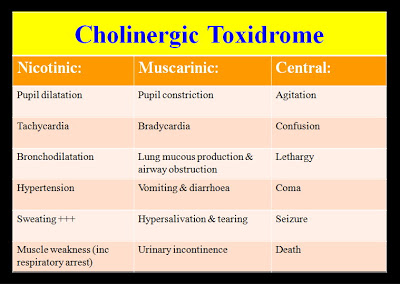 Cholinergic Toxidrome
Nicotinic: Muscarinic: Central:
Pupil dilatation Pupil constriction Agitation
Tachycardia Bradycardia Confusion
Bronchodilatation Lung mucous production & Lethargy
airway obstruction
Hypertension Vomiting & diarrhoea Coma
Sweating +++ Hypersalivation & tearing Seizure
Muscle weakness (inc Urinary incontinence Death
respiratory arrest)